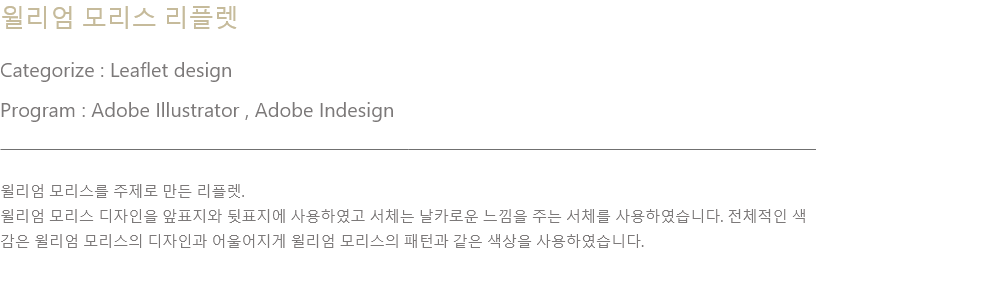 윌리엄 모리스 리플렛
Categorize : Leaflet design
Program : Adobe Illustrator , Adobe Indesign
윌리엄 모리스를 주제로 만든 리플렛.
윌리엄 모리스 디자인을 앞표지와 뒷표지에 사용하였고 서체는 날카로운 느낌을 주는 서체를 사용하였습니다. 전체적인 색
감은 윌리엄 모리스의 디자인과 어울어지게 윌리엄 모리스의 패턴과 같은 색상을 사용하였습니다.